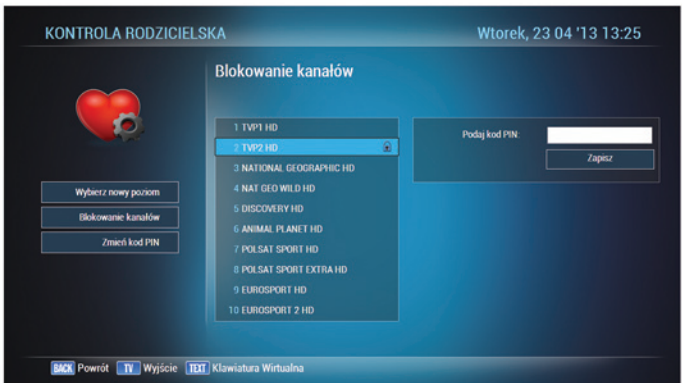 KONTROLA RODZICIELSKA
Wtorek, 23 04 '13 13:25
Blokowanie kanałów
Wybierz nowy poziom
Blokowanie kanałów
Zmień kod PIN
1 TVP1 HD
2 TVP2 HD
3 NATIONAL GEOGRAPHIC HD
4 NAT GEO WILD HD
5 DISCOVERY HD
6 ANIMAL PLANET HD
7 POLSAT SPORT HD
8 POLSAT SPORT EXTRA HD
9 EUROSPORT HD
10 EUROSPORT 2 HD
Podaj kod PIN:
Zapisz
BACK Powrót TV Wyjście TEXT Klawiatura Wirtualna